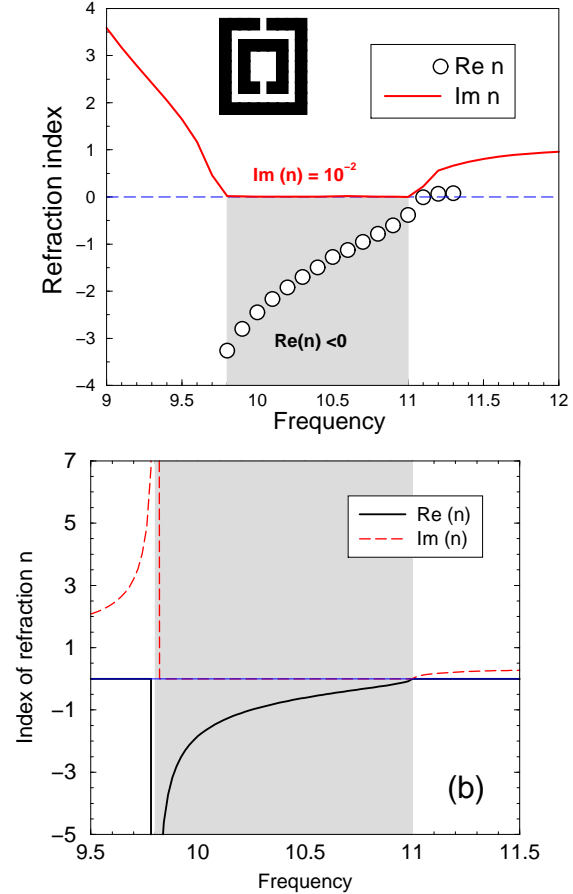 4
3
2
1
0
−1
−2
−3
−4
Refraction index
Re n
Im n
Im (n) = 10⁻²
Re(n) <0
9 9.5 10 10.5 11 11.5 12
Frequency
7
5
3
1
-1
-3
-5
Index of refraction n
Re (n)
Im (n)
(b)
9.5 10 10.5 11 11.5
Frequency